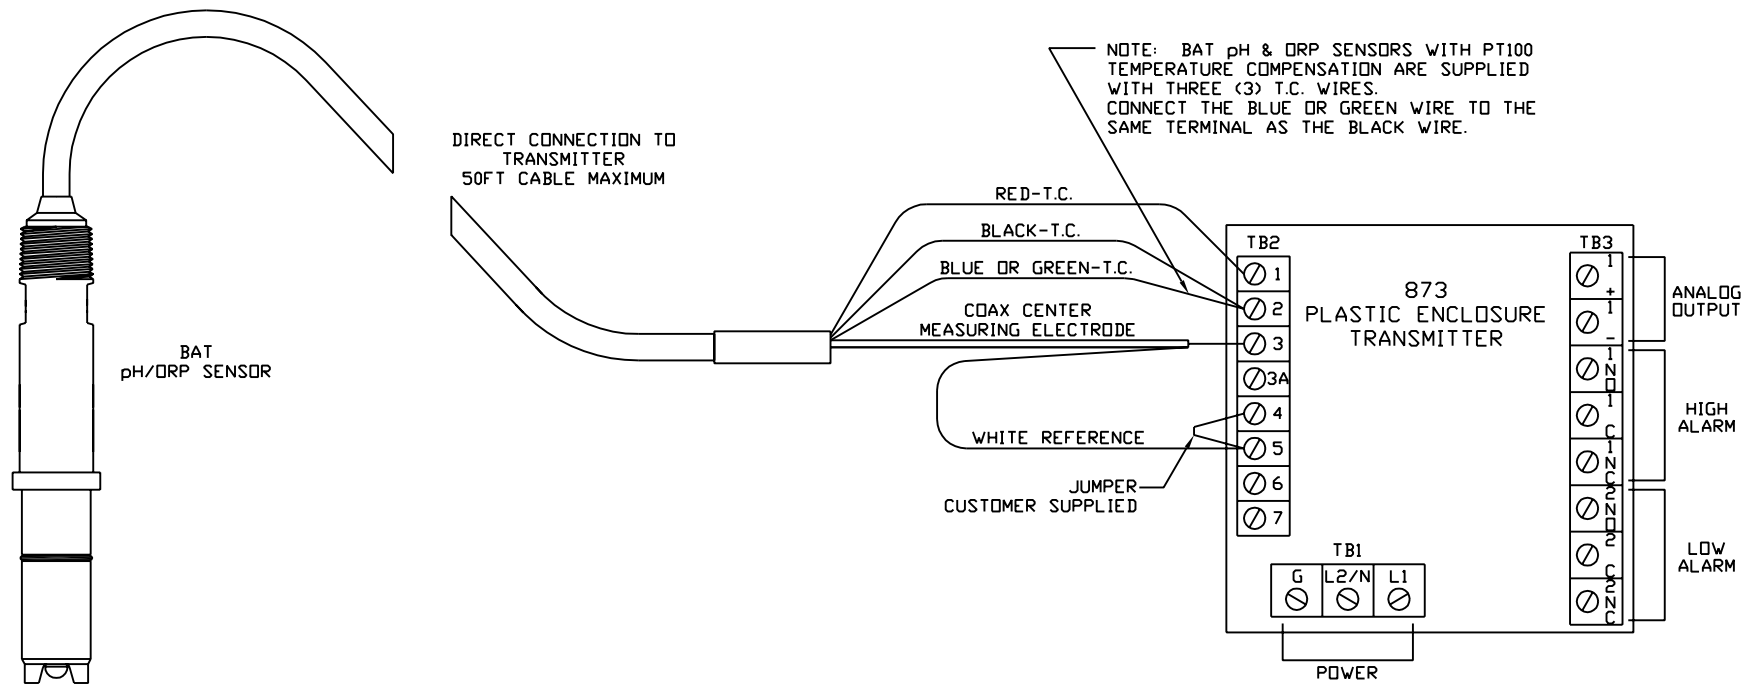 NOTE: BAT pH & ORP SENSORS WITH PT100
TEMPERATURE COMPENSATION ARE SUPPLIED
WITH THREE (3) T.C. WIRES.
CONNECT THE BLUE OR GREEN WIRE TO THE
SAME TERMINAL AS THE BLACK WIRE.
DIRECT CONNECTION TO
TRANSMITTER
50FT CABLE MAXIMUM
RED-T.C.
BLACK-T.C.
BLUE OR GREEN-T.C.
COAX CENTER
MEASURING ELECTRODE
WHITE REFERENCE
JUMPER
CUSTOMER SUPPLIED
BAT
pH/ORP SENSOR
TB2
1
2
3
3A
4
5
6
7
873
PLASTIC ENCLOSURE
TRANSMITTER
TB3
1
+
1
-
1
N
O
1
C
1
N
C
2
N
O
2
C
2
N
C
ANALOG
OUTPUT
HIGH
ALARM
LOW
ALARM
TB1
G L2/N L1
POWER